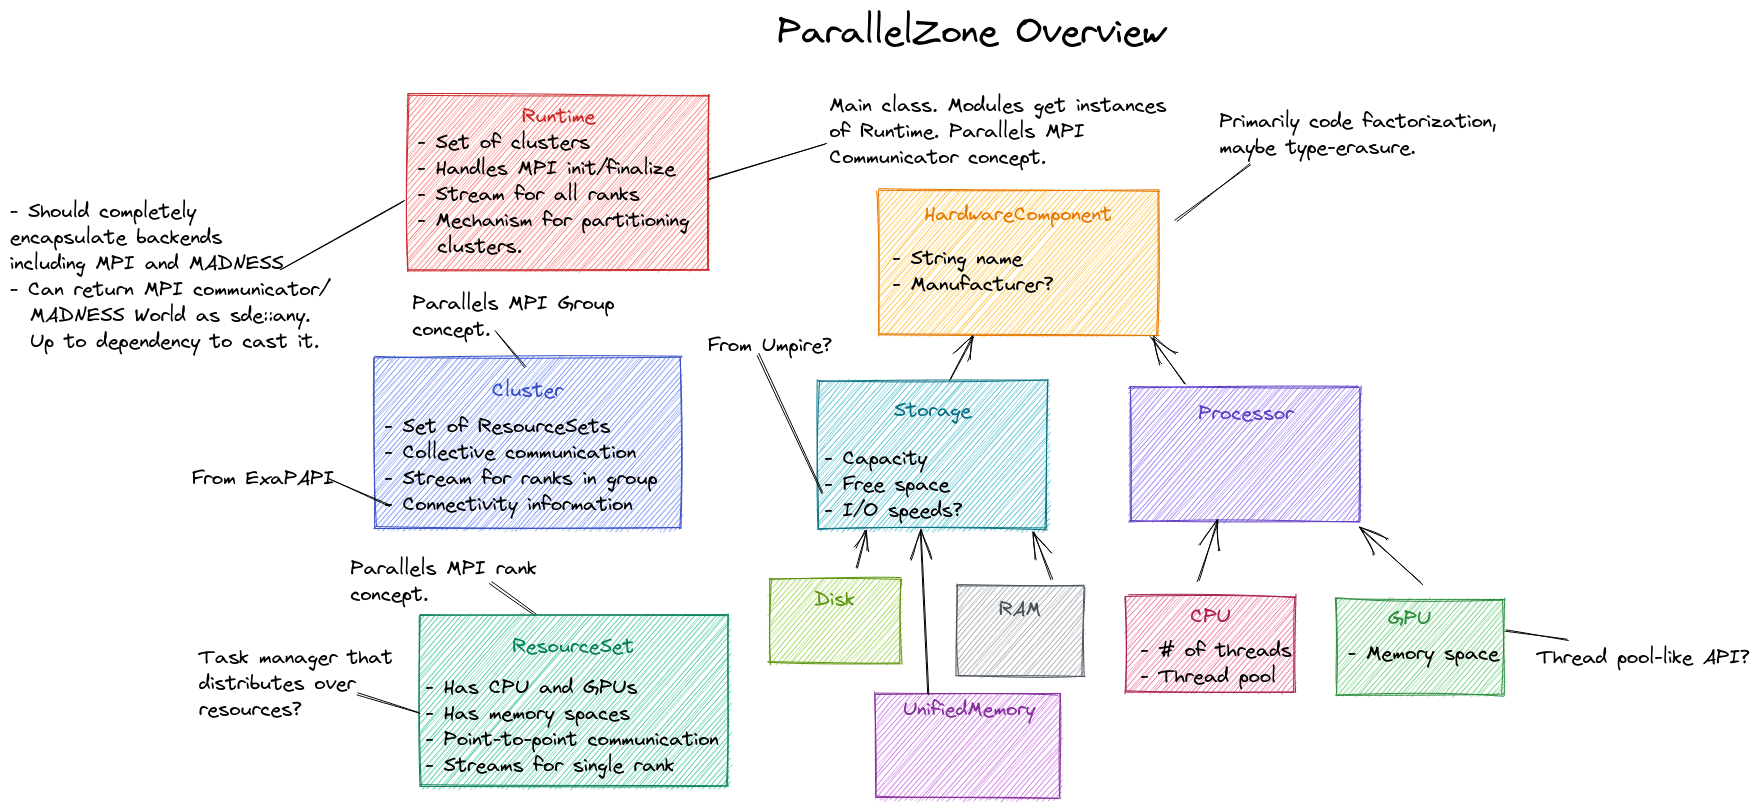 ParallelZone Overview
Runtime
- Set of clusters
- Handles MPI init/finalize
- Stream for all ranks
- Mechanism for partitioning
clusters.
Main class. Modules get instances
of Runtime. Parallels MPI
Communicator concept.
Primarily code factorization,
maybe type-erasure.
- Should completely
encapsulate backends
including MPI and MADNESS
- Can return MPI communicator/
MADNESS World as sde::any.
Up to dependency to cast it.
HardwareComponent
- String name
- Manufacturer?
Parallels MPI Group
concept.
From Umpire?
Cluster
- Set of ResourceSets
- Collective communication
- Stream for ranks in group
- Connectivity information
From ExaPAPI
Storage
- Capacity
- Free space
- I/O speeds?
Processor
Parallels MPI rank
concept.
Disk
RAM
CPU
- # of threads
- Thread pool
GPU
- Memory space
Thread pool-like API?
Task manager that
distributes over
resources?
ResourceSet
- Has CPU and GPUs
- Has memory spaces
- Point-to-point communication
- Streams for single rank
UnifiedMemory